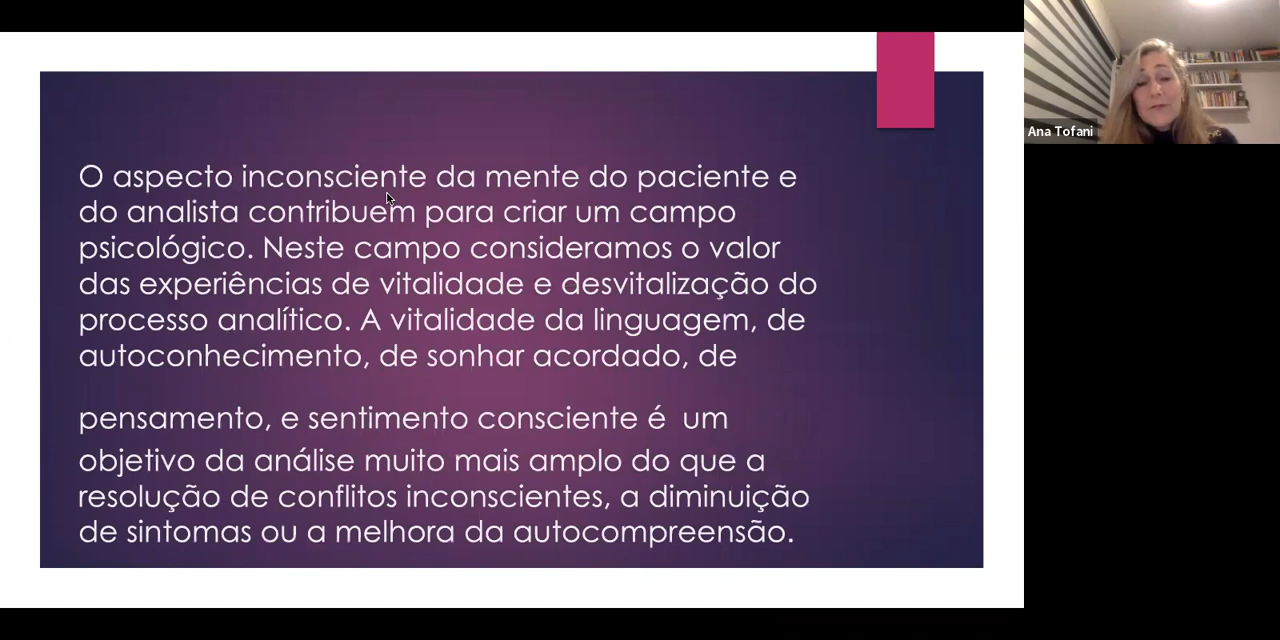 O aspecto inconsciente da mente do paciente e
do analista contribuem para criar um campo
psicológico. Neste campo consideramos o valor
das experiências de vitalidade e desvitalização do
processo analítico. A vitalidade da linguagem, de
autoconhecimento, de sonhar acordado, de
pensamento, e sentimento consciente é  um
objetivo da análise muito mais amplo do que a
resolução de conflitos inconscientes, a diminuição
de sintomas ou a melhora da autocompreensão.
Ana Tofani